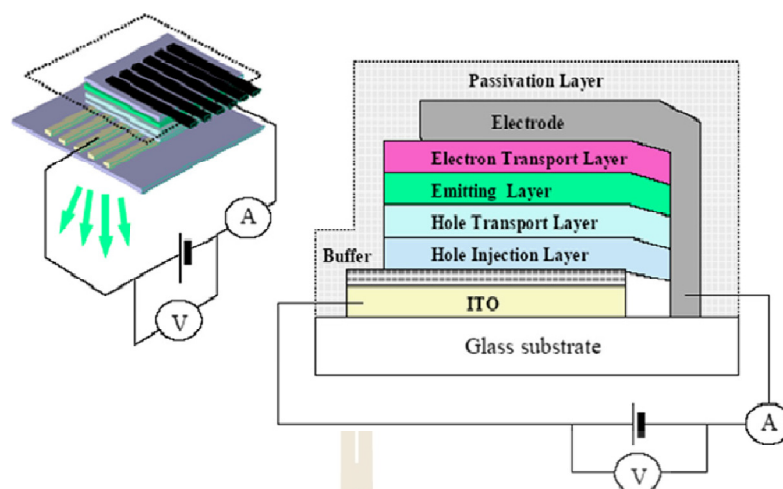 A
V
Passivation Layer
Electrode
Electron Transport Layer
Emitting Layer
Hole Transport Layer
Hole Injection Layer
Buffer
ITO
Glass substrate
A
V